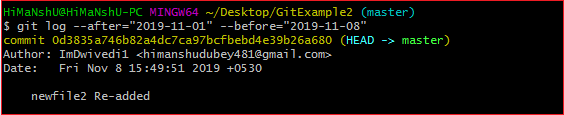 HiMaNshU@HiMaNshU-PC MINGW64 ~/Desktop/GitExample2 (master)
$ git log --after="2019-11-01" --before="2019-11-08"
commit 0d3835a746b82a4dc7ca97bcfbebd4e39b26a680 (HEAD -> master)
Author: ImDwivedi1 <himanshudubey481@gmail.com>
Date:   Fri Nov 8 15:49:51 2019 +0530
    newfile2 Re-added